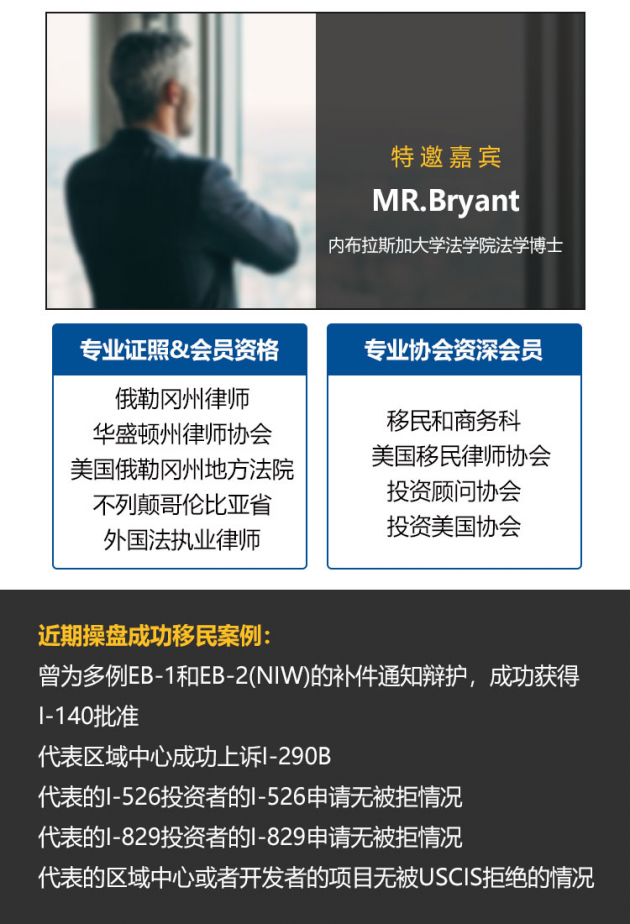 特邀嘉宾
MR.Bryant
内布拉斯加大学法学院法学博士
专业证照&会员资格
俄勒冈州律师
华盛顿州律师协会
美国俄勒冈州地方法院
不列颠哥伦比亚省
外国法执业律师
专业协会资深会员
移民和商务科
美国移民律师协会
投资顾问协会
投资美国协会
近期操盘成功移民案例：
曾为多例EB-1和EB-2(NIW)的补件通知辩护，成功获得
I-140批准
代表区域中心成功上诉I-290B
代表的I-526投资者的I-526申请无被拒情况
代表的I-829投资者的I-829申请无被拒情况
代表的区域中心或者开发者的项目无被USCIS拒绝的情况